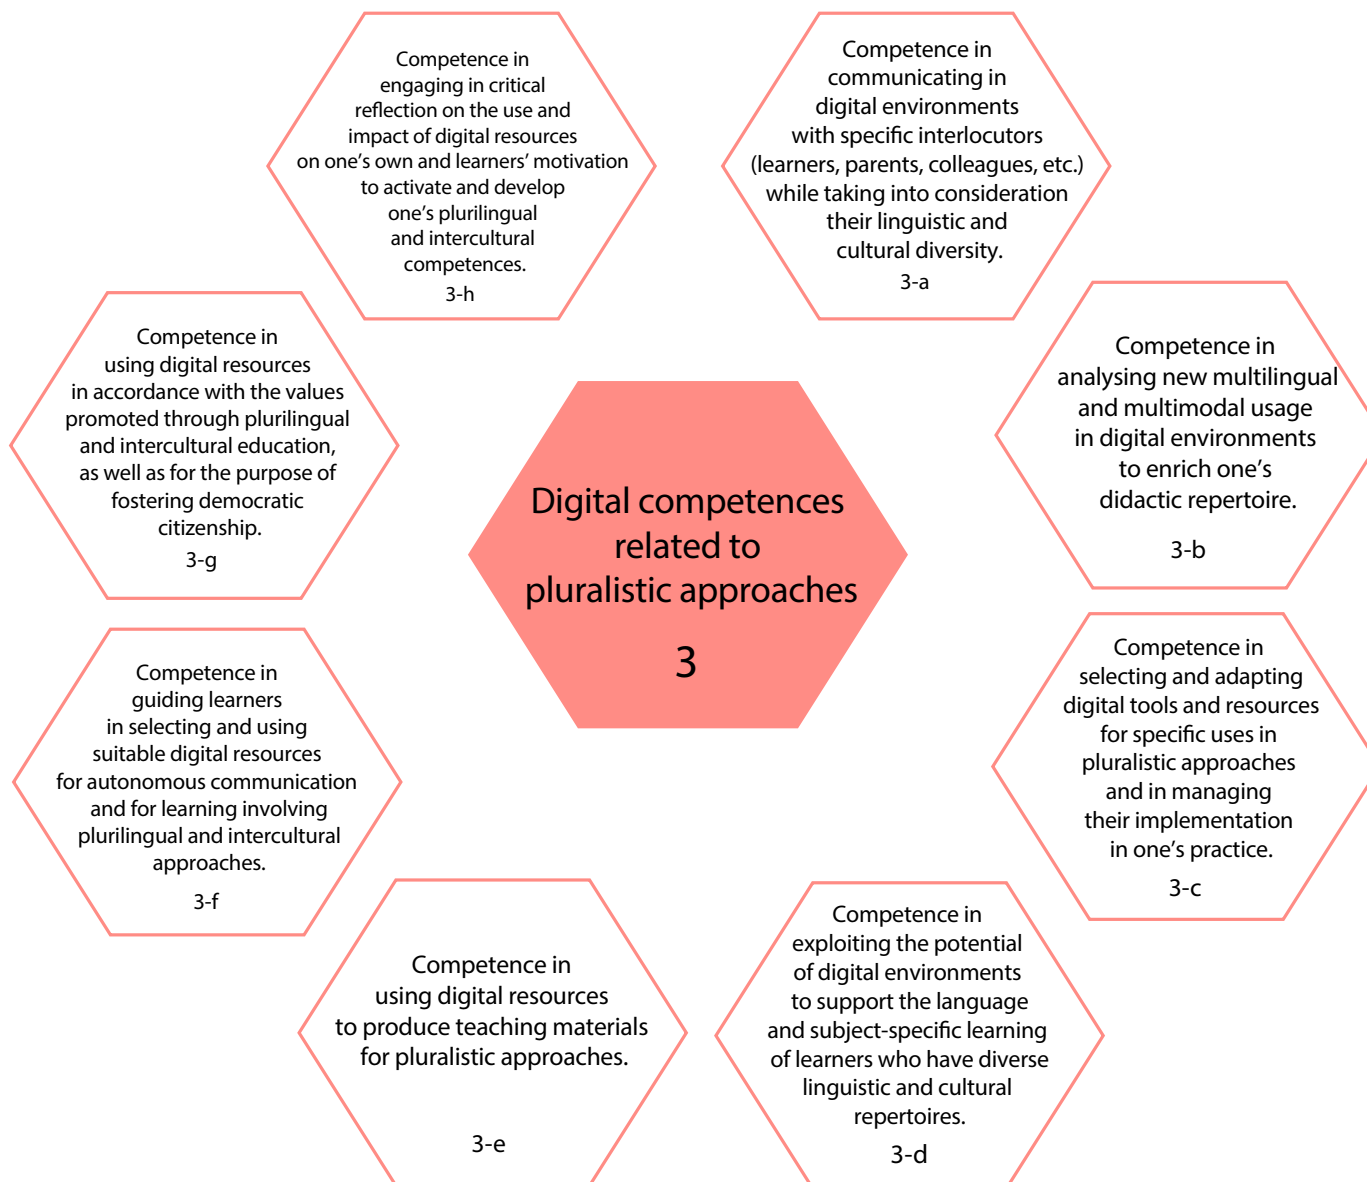 Digital competences
related to
pluralistic approaches
3
Competence in
communicating in
digital environments
with specific interlocutors
(learners, parents, colleagues, etc.)
while taking into consideration
their linguistic and
cultural diversity.
3-a
Competence in
analysing new multilingual
and multimodal usage
in digital environments
to enrich one’s
didactic repertoire.
3-b
Competence in
selecting and adapting
digital tools and resources
for specific uses in
pluralistic approaches
and in managing
their implementation
in one’s practice.
3-c
Competence in
exploiting the potential
of digital environments
to support the language
and subject-specific learning
of learners who have diverse
linguistic and cultural
repertoires.
3-d
Competence in
using digital resources
to produce teaching materials
for pluralistic approaches.
3-e
Competence in
guiding learners
in selecting and using
suitable digital resources
for autonomous communication
and for learning involving
plurilingual and intercultural
approaches.
3-f
Competence in
using digital resources
in accordance with the values
promoted through plurilingual
and intercultural education,
as well as for the purpose of
fostering democratic
citizenship.
3-g
Competence in
engaging in critical
reflection on the use and
impact of digital resources
on one’s own and learners’ motivation
to activate and develop
one’s plurilingual
and intercultural
competences.
3-h